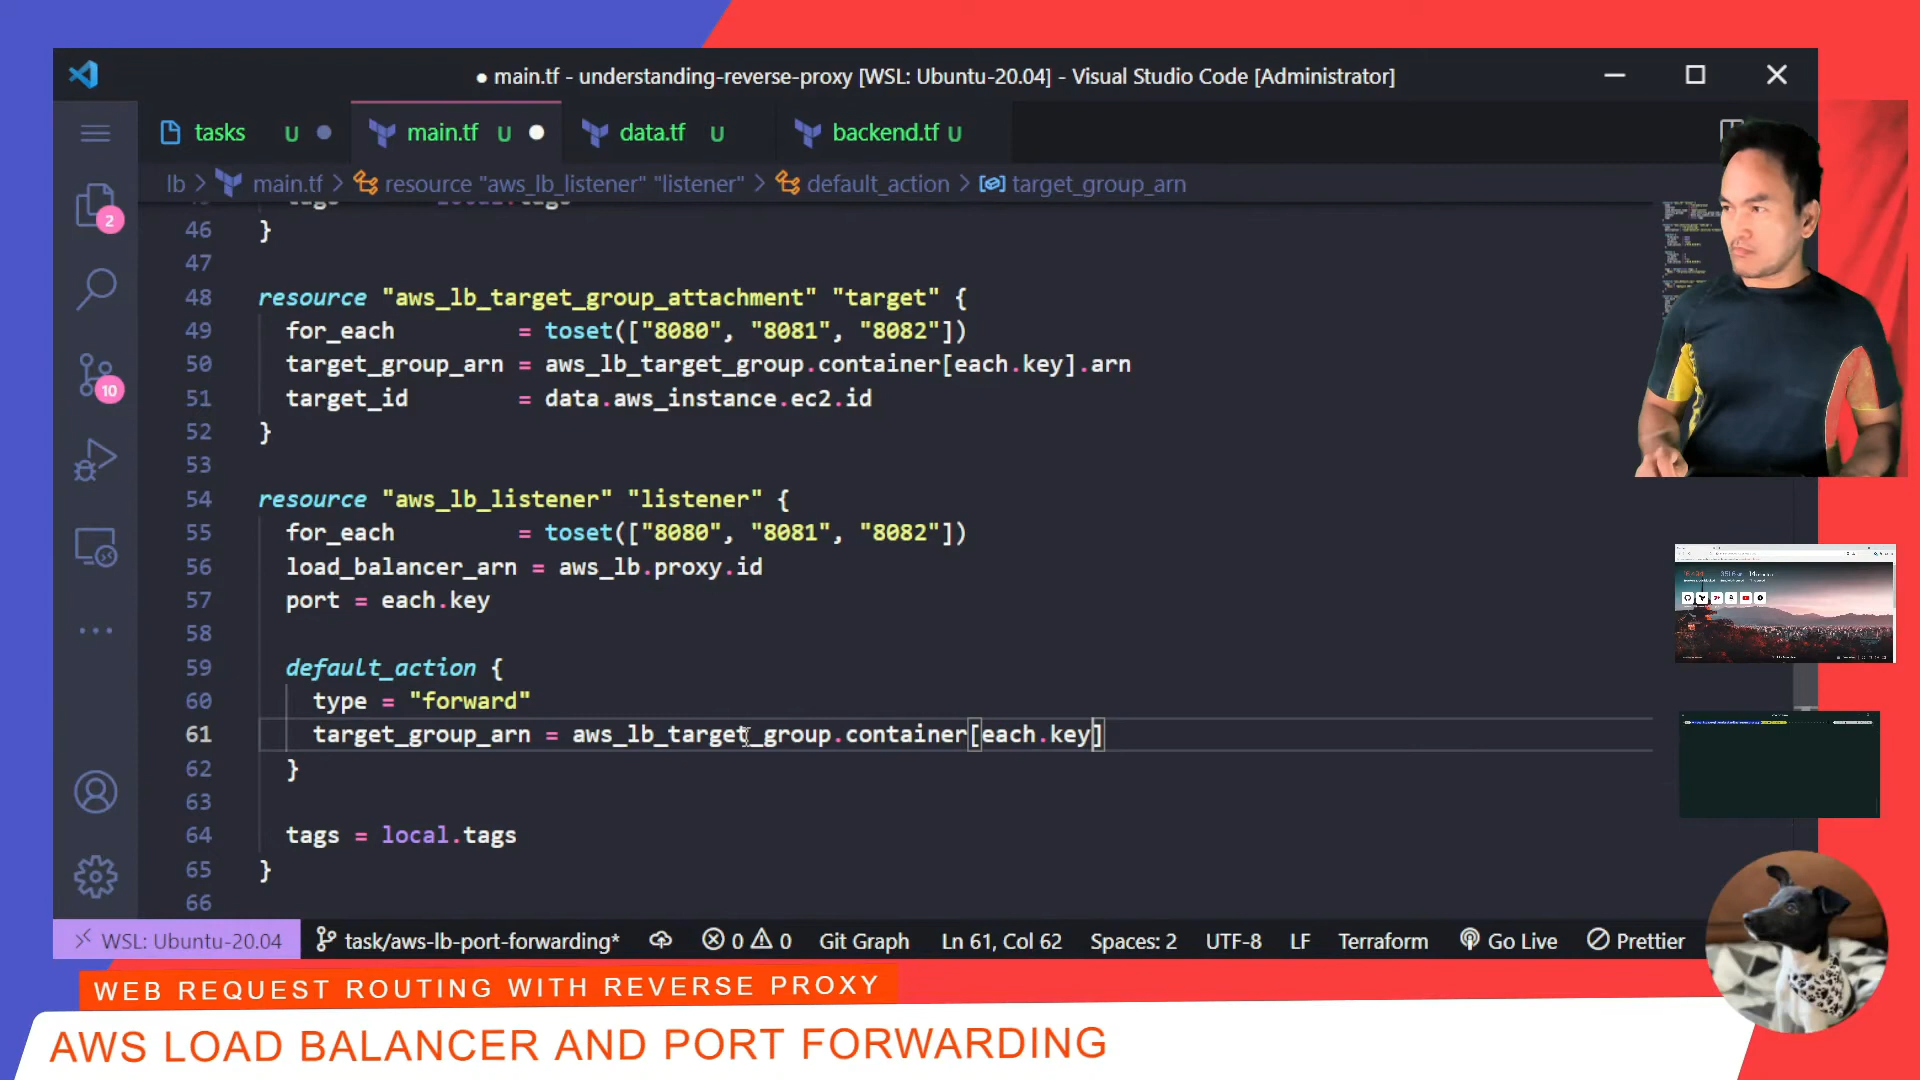 ● main.tf - understanding-reverse-proxy [WSL: Ubuntu-20.04] - Visual Studio Code [Administrator]
tasks U main.tf U data.tf U backend.tf U
lb > main.tf > resource "aws_lb_listener" "listener" > default_action > target_group_arn
46 }
47
48 resource "aws_lb_target_group_attachment" "target" {
49 for_each = toset(["8080", "8081", "8082"])
50 target_group_arn = aws_lb_target_group.container[each.key].arn
51 target_id = data.aws_instance.ec2.id
52 }
53
54 resource "aws_lb_listener" "listener" {
55 for_each = toset(["8080", "8081", "8082"])
56 load_balancer_arn = aws_lb.proxy.id
57 port = each.key
58
59 default_action {
60 type = "forward"
61 target_group_arn = aws_lb_target_group.container[each.key]
62 }
63
64 tags = local.tags
65 }
66
2
10
WSL: Ubuntu-20.04 task/aws-lb-port-forwarding* 0 0 Git Graph Ln 61, Col 62 Spaces: 2 UTF-8 LF Terraform Go Live Prettier
WEB REQUEST ROUTING WITH REVERSE PROXY
AWS LOAD BALANCER AND PORT FORWARDING